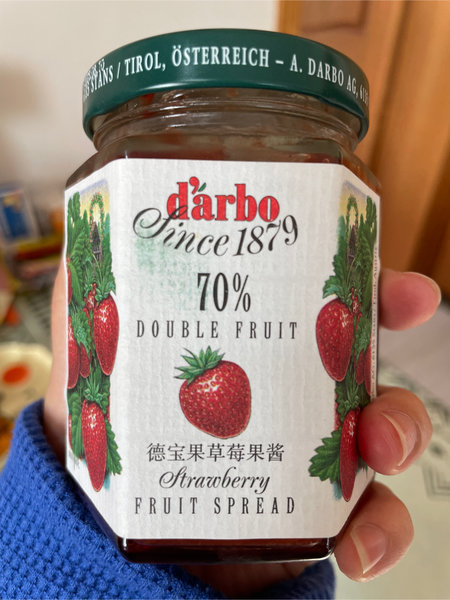 STANS / TIROL, ÖSTERREICH – A. DARBO AG, 61
d'arbo
Since 1879
70%
DOUBLE FRUIT
德宝果草莓果酱
Strawberry
FRUIT SPREAD